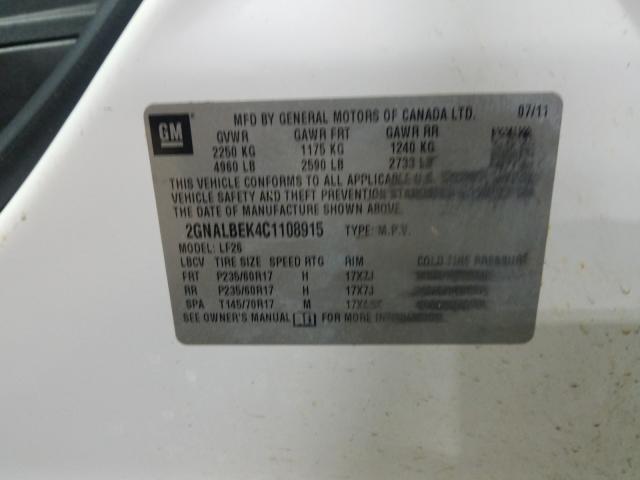 GM
MFD BY GENERAL MOTORS OF CANADA LTD. 07/11
GVWR GAWR FRT GAWR RR
2250 KG 1175 KG 1240 KG
4960 LB 2590 LB 2733 LB
THIS VEHICLE CONFORMS TO ALL APPLICABLE U.S.
VEHICLE SAFETY AND THEFT PREVENTION STANDARDS
DATE OF MANUFACTURE SHOWN ABOVE.
2GNALBEK4C1108915 TYPE: M.P.V.
MODEL: LF26
LBCV TIRE SIZE SPEED RTG RIM COLD TIRE PRESSURE
FRT P235/60R17 H 17X7J
RR P235/60R17 H 17X7J
SPA T145/70R17 M
SEE OWNER'S MANUAL FOR MORE INFORMATION.